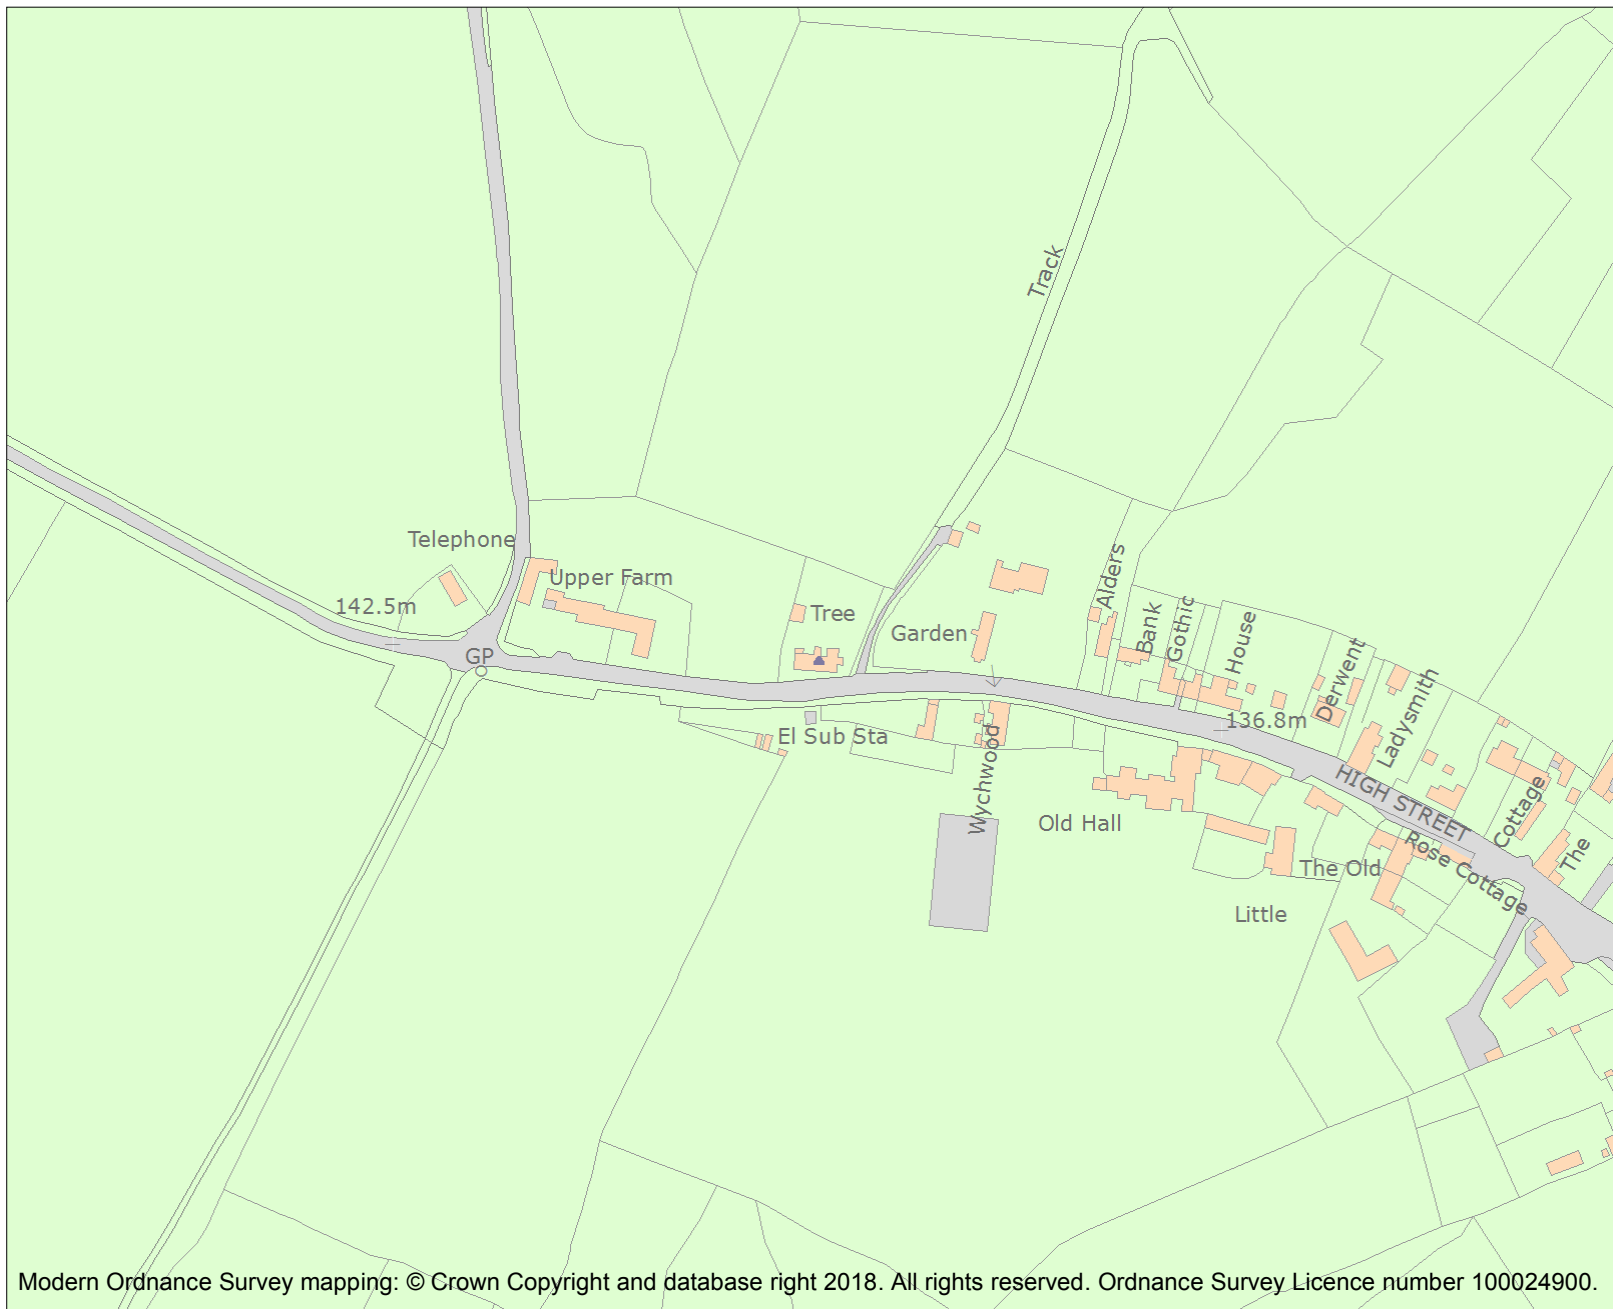 Track
Telephone
Upper Farm
142.5m
Tree
Garden
Alders
Bank
Gothic
House
GP
Derwent
Ladysmith
136.8m
El Sub Sta
Wychwood
HIGH STREET
Cottage
Old Hall
Rose Cottage
The
The Old
Little
Modern Ordnance Survey mapping: © Crown Copyright and database right 2018. All rights reserved. Ordnance Survey Licence number 100024900.